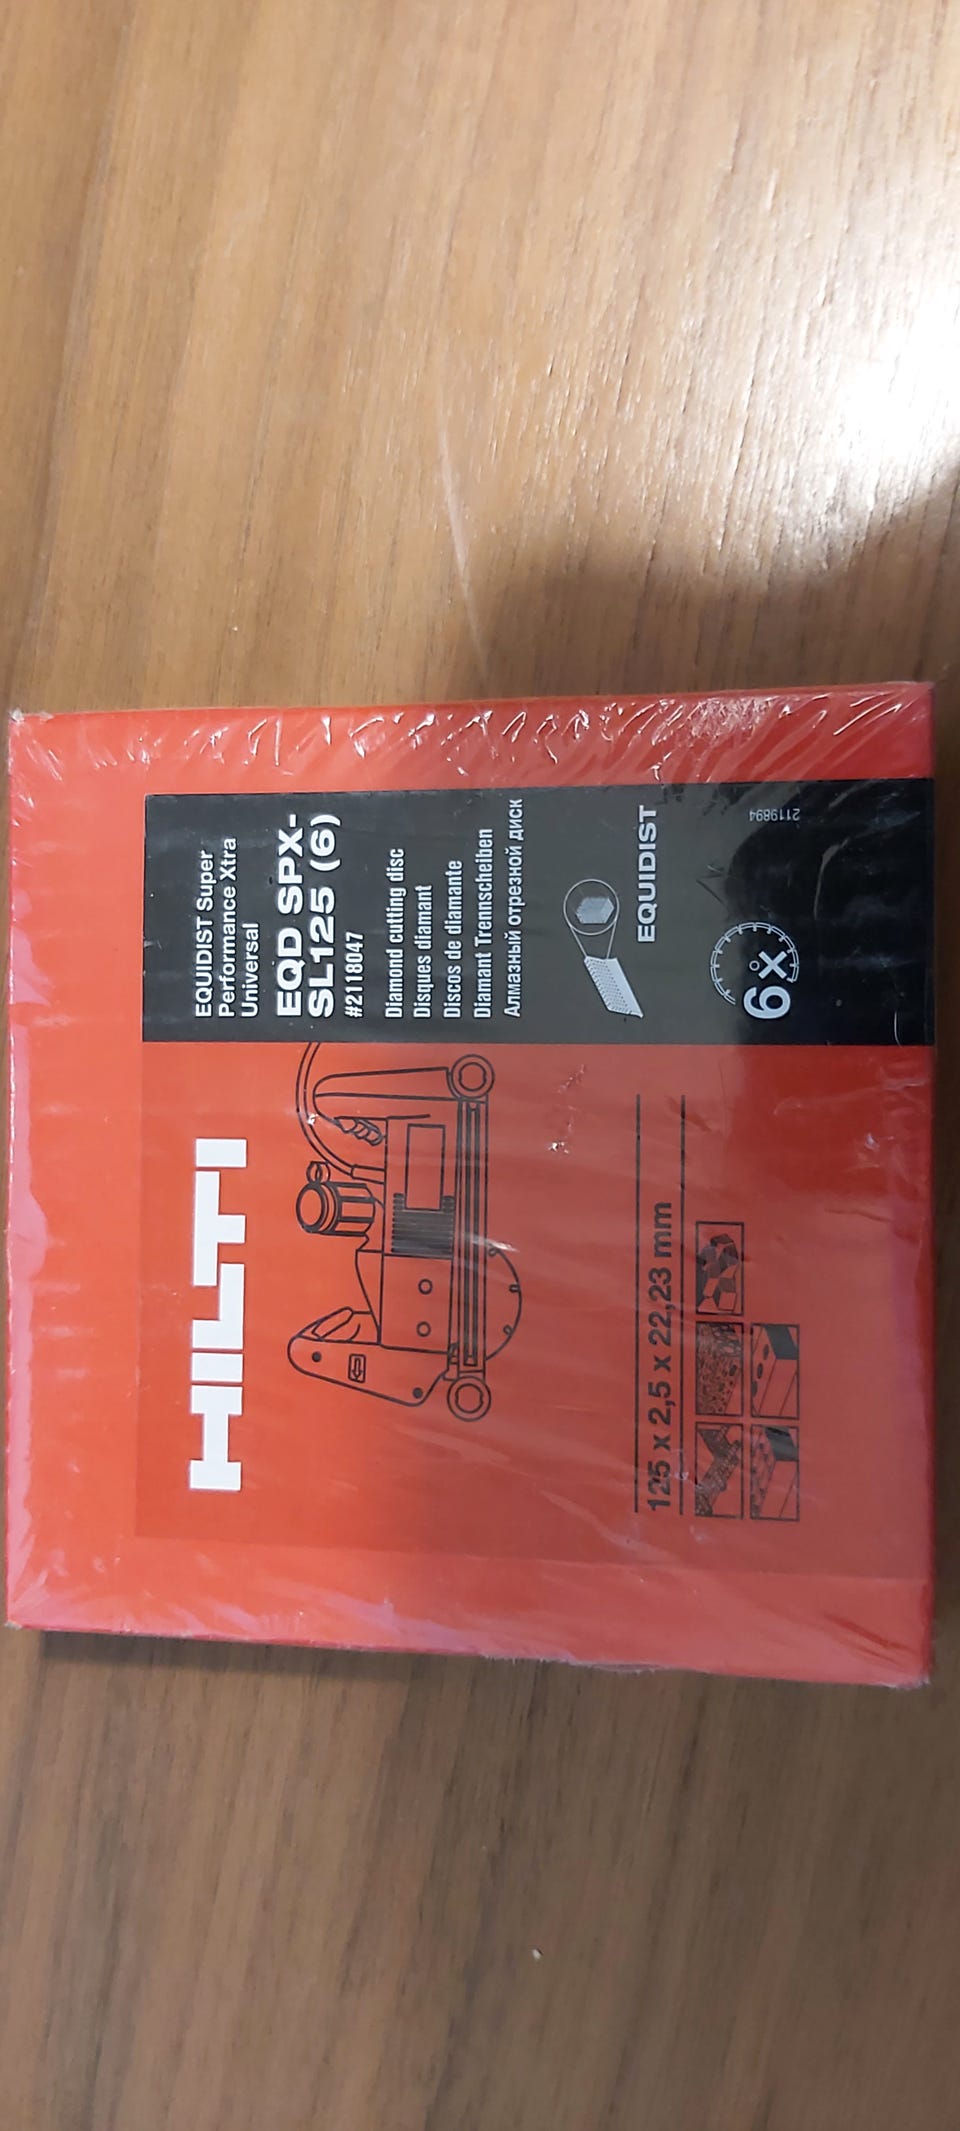 HILTI
EQUIDIST Super
Performance Xtra
Universal
EQD SPX-
SL125 (6)
#2118047
Diamond cutting disc
Disques diamant
Discos de diamante
Diamant Trennscheiben
Алмазный отрезной диск
EQUIDIST
6x
2119894
125 x 2,5 x 22,23 mm